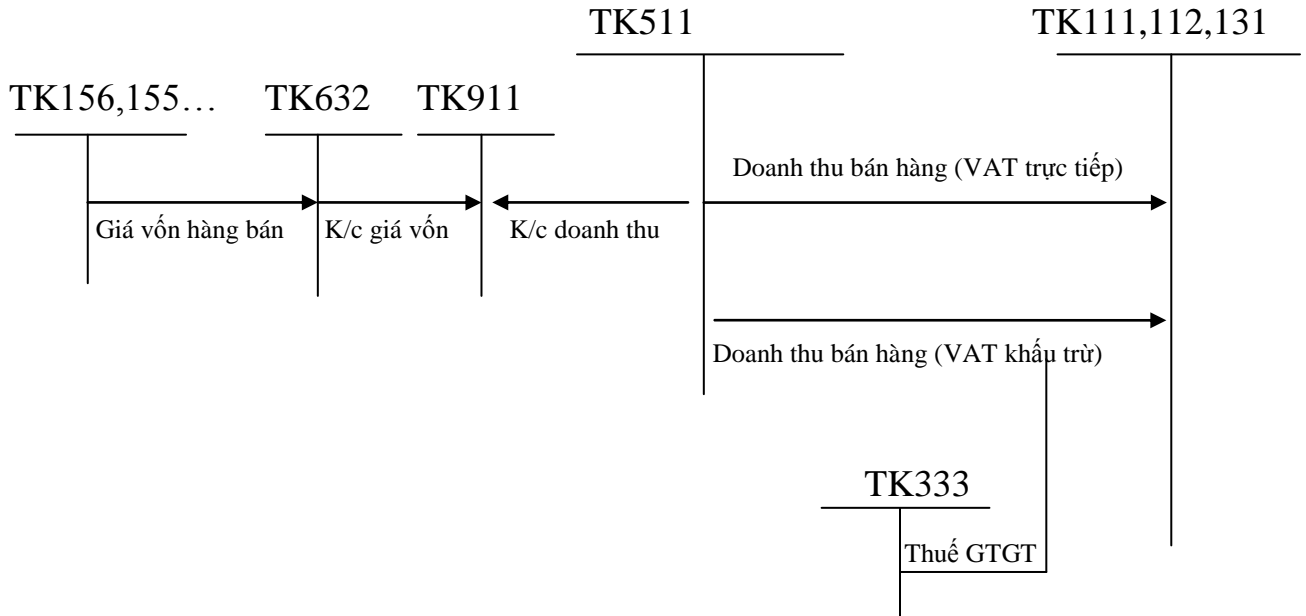 TK511
TK111,112,131
TK156,155…
TK632
TK911
Doanh thu bán hàng (VAT trực tiếp)
Giá vốn hàng bán
K/c giá vốn
K/c doanh thu
Doanh thu bán hàng (VAT khấu trừ)
TK333
Thuế GTGT